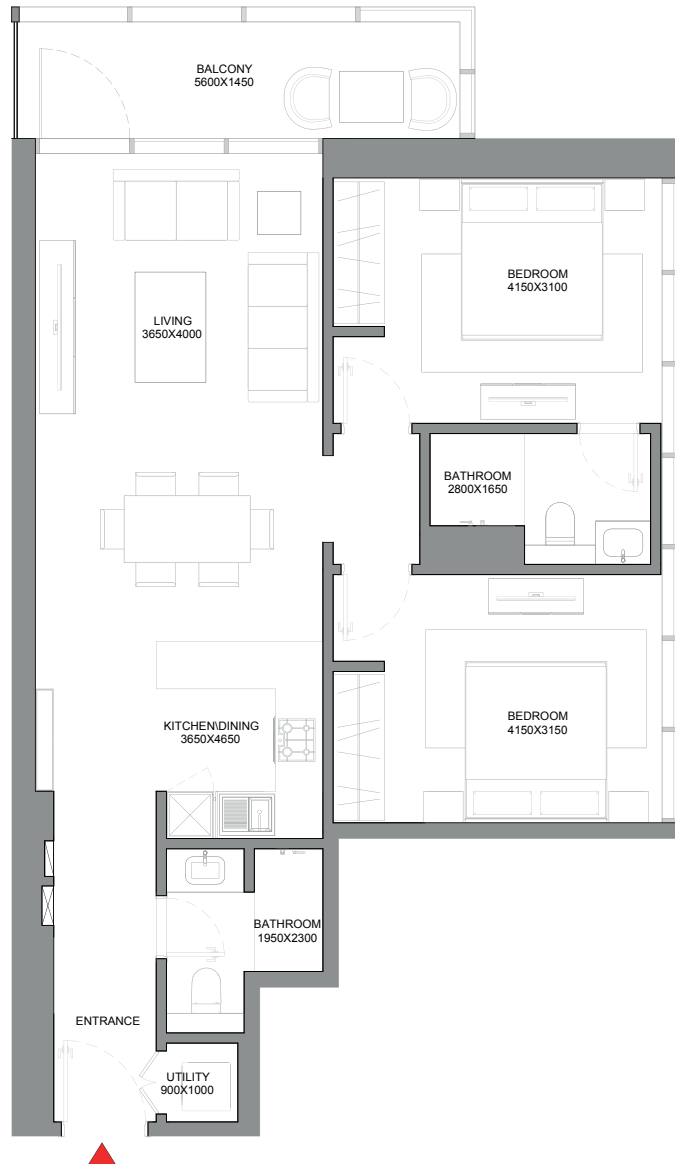 BALCONY
5600X1450
BEDROOM
4150X3100
LIVING
3650X4000
BATHROOM
2800X1650
KITCHEN\DINING
3650X4650
BEDROOM
4150X3150
BATHROOM
1950X2300
ENTRANCE
UTILITY
900X1000